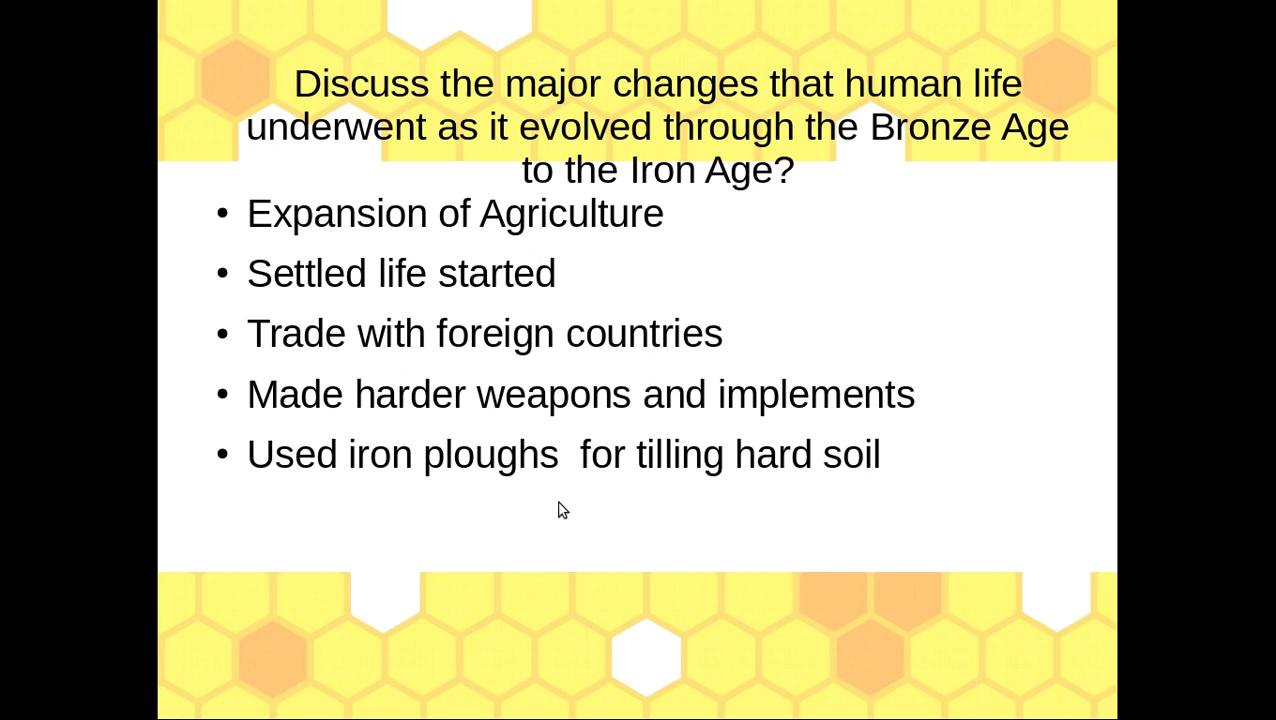 Discuss the major changes that human life
underwent as it evolved through the Bronze Age
to the Iron Age?
• Expansion of Agriculture
• Settled life started
• Trade with foreign countries
• Made harder weapons and implements
• Used iron ploughs  for tilling hard soil